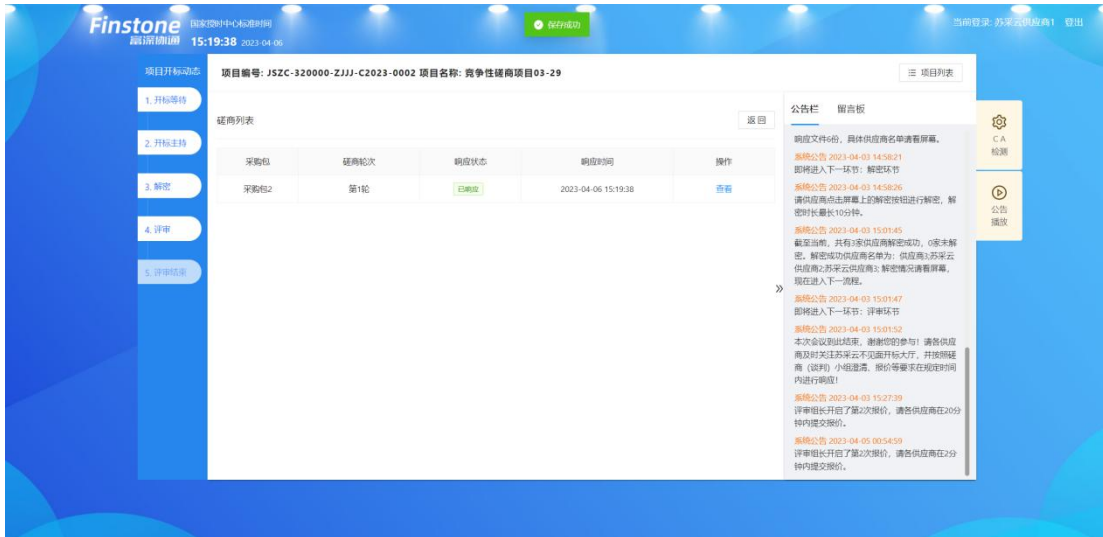 Finstone
富深协通
国家授时中心标准时间
15:19:38 2023-04-06
保存成功
当前登录: 苏采云供应商1 登出
项目开标动态
1. 开标等待
2. 开标主持
3. 解密
4. 评审
5. 评审结束
项目编号: JSZC-320000-ZJJJ-C2023-0002 项目名称: 竞争性磋商项目03-29
项目列表
磋商列表
返回
采购包 磋商轮次 响应状态 响应时间 操作
采购包2 第1轮 已响应 2023-04-06 15:19:38 查看
公告栏 留言板
响应文件6份，具体供应商名单请看屏幕。
系统公告 2023-04-03 14:58:21
即将进入下一环节：解密环节
系统公告 2023-04-03 14:58:26
请供应商点击屏幕上的解密按钮进行解密，解
密时长最长10分钟。
系统公告 2023-04-03 15:01:45
截至当前，共有3家供应商解密成功，0家未解
密。解密成功供应商名单为：供应商3;苏采云
供应商2;苏采云供应商3; 解密情况请看屏幕，
现在进入下一流程。
系统公告 2023-04-03 15:01:47
即将进入下一环节：评审环节
系统公告 2023-04-03 15:01:52
本次会议到此结束，谢谢您的参与！请各供应
商及时关注苏采云不见面开标大厅，并按照磋
商（谈判）小组澄清、报价等要求在规定时间
内进行响应！
系统公告 2023-04-03 15:27:39
评审组长开启了第2次报价，请各供应商在20分
钟内提交报价。
系统公告 2023-04-05 00:54:59
评审组长开启了第2次报价，请各供应商在2分
钟内提交报价。
»
CA
检测
公告
播放